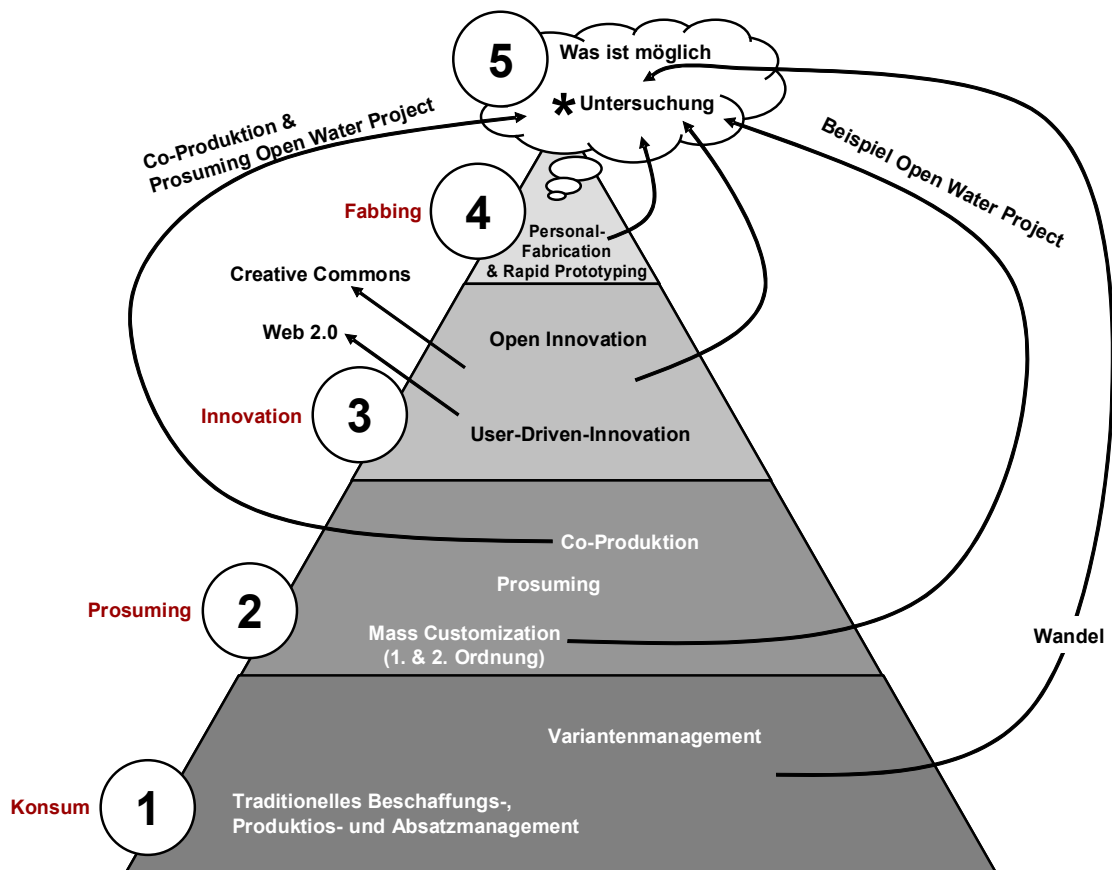 5
Was ist möglich
* Untersuchung
Co-Produktion &
Prosuming Open Water Project
Beispiel Open Water Project
Fabbing
4
Personal-
Fabrication
& Rapid Prototyping
Creative Commons
Web 2.0
Open Innovation
Innovation
3
User-Driven-Innovation
Co-Produktion
Prosuming
Prosuming
2
Mass Customization
(1. & 2. Ordnung)
Wandel
Variantenmanagement
Konsum
1
Traditionelles Beschaffungs-,
Produktios- und Absatzmanagement